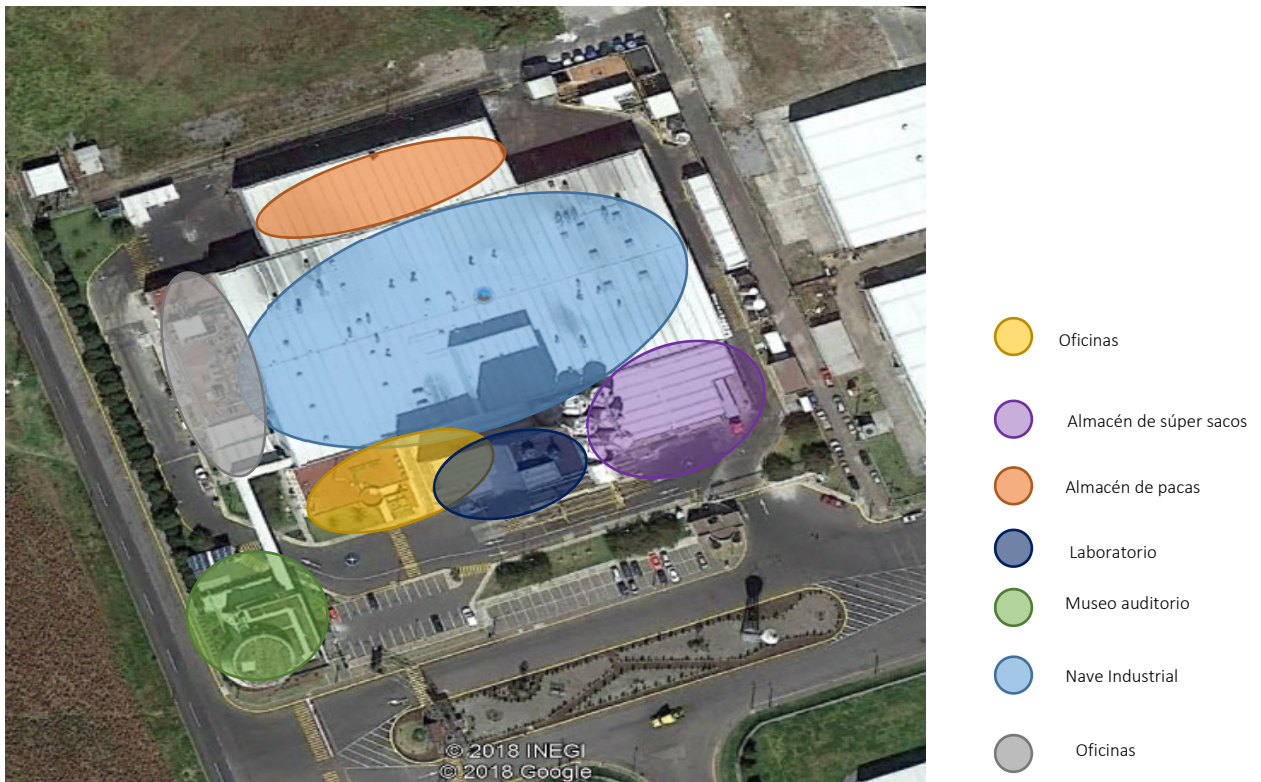 Oficinas
Almacén de súper sacos
Almacén de pacas
Laboratorio
Museo auditorio
Nave Industrial
Oficinas
© 2018 INEGI
© 2018 Google